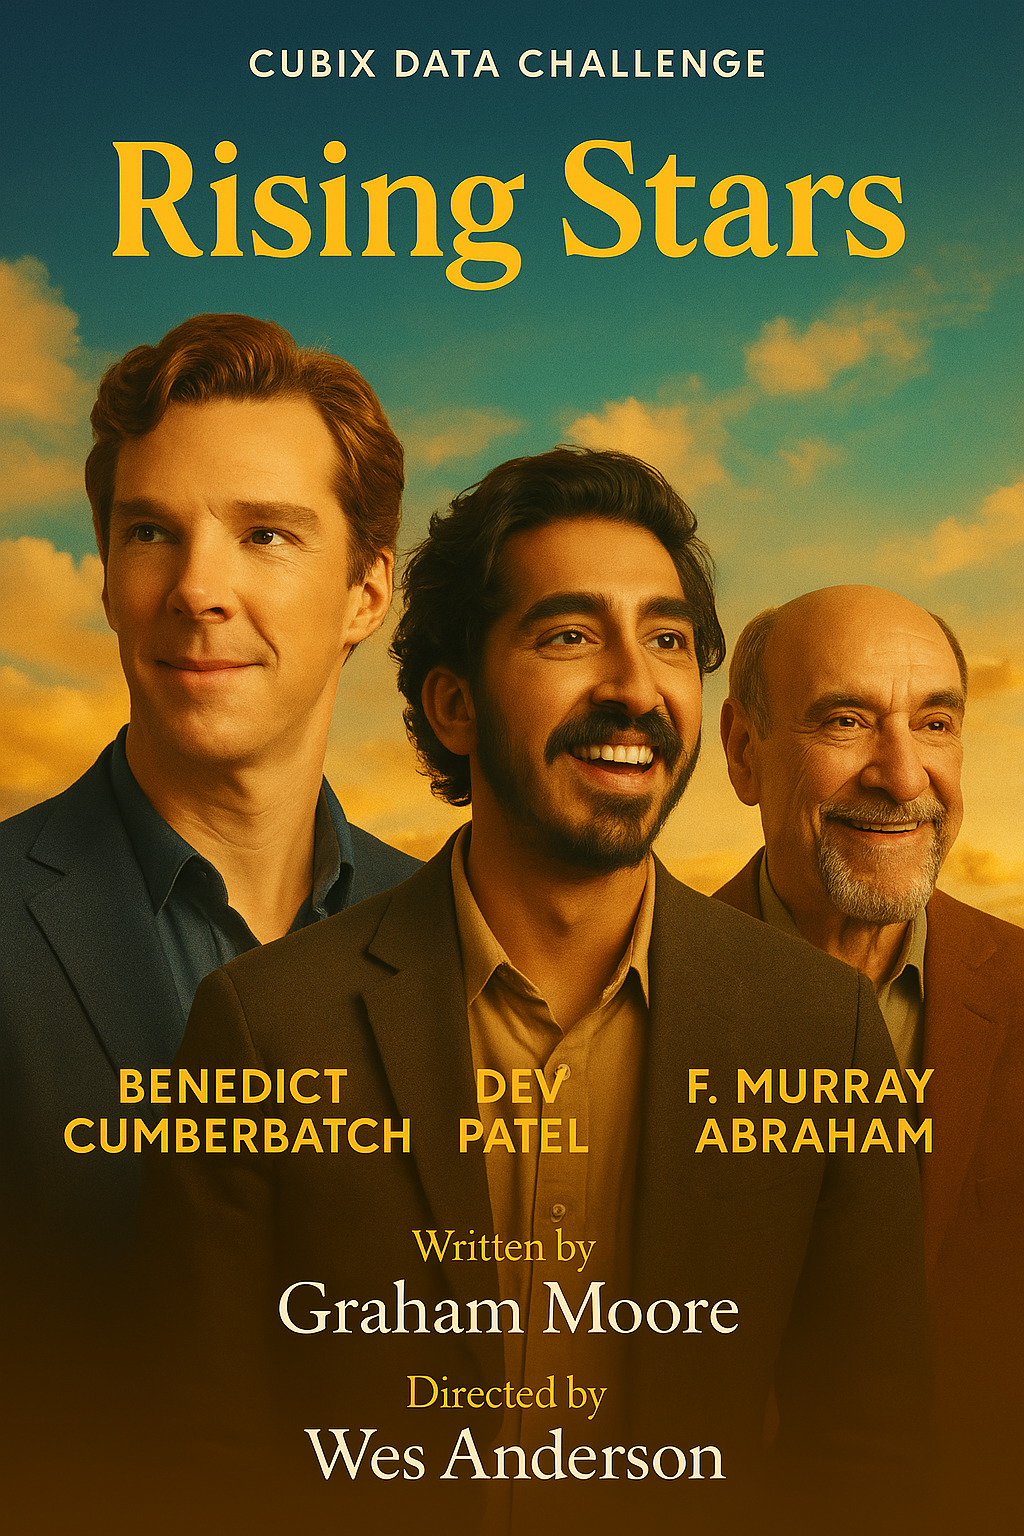 CUBIX DATA CHALLENGE
Rising Stars
BENEDICT
CUMBERBATCH
DEV
PATEL
F. MURRAY
ABRAHAM
Written by
Graham Moore
Directed by
Wes Anderson